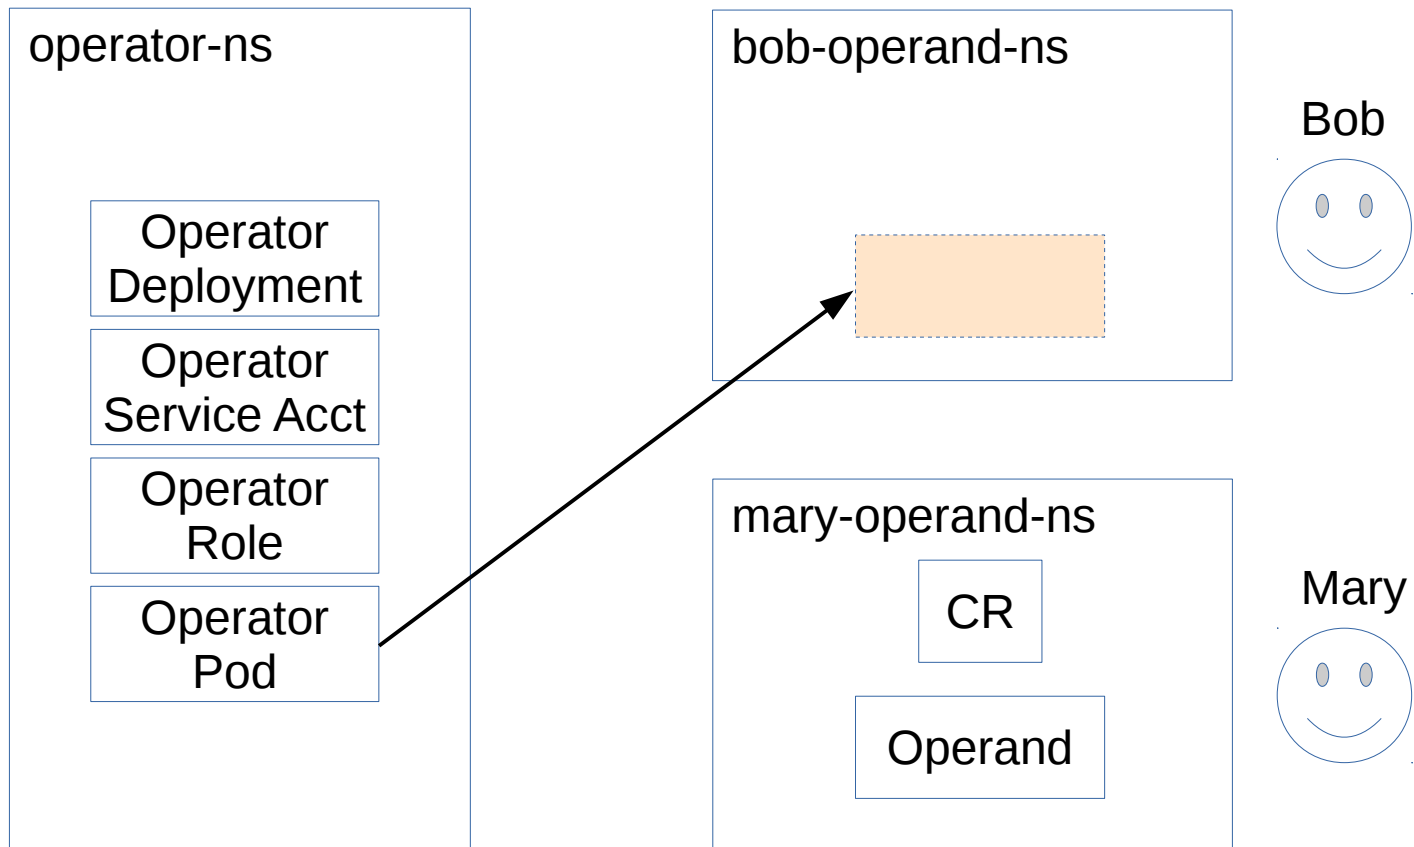 operator-ns
Operator
Deployment
Operator
Service Acct
Operator
Role
Operator
Pod
bob-operand-ns
Bob
mary-operand-ns
CR
Operand
Mary